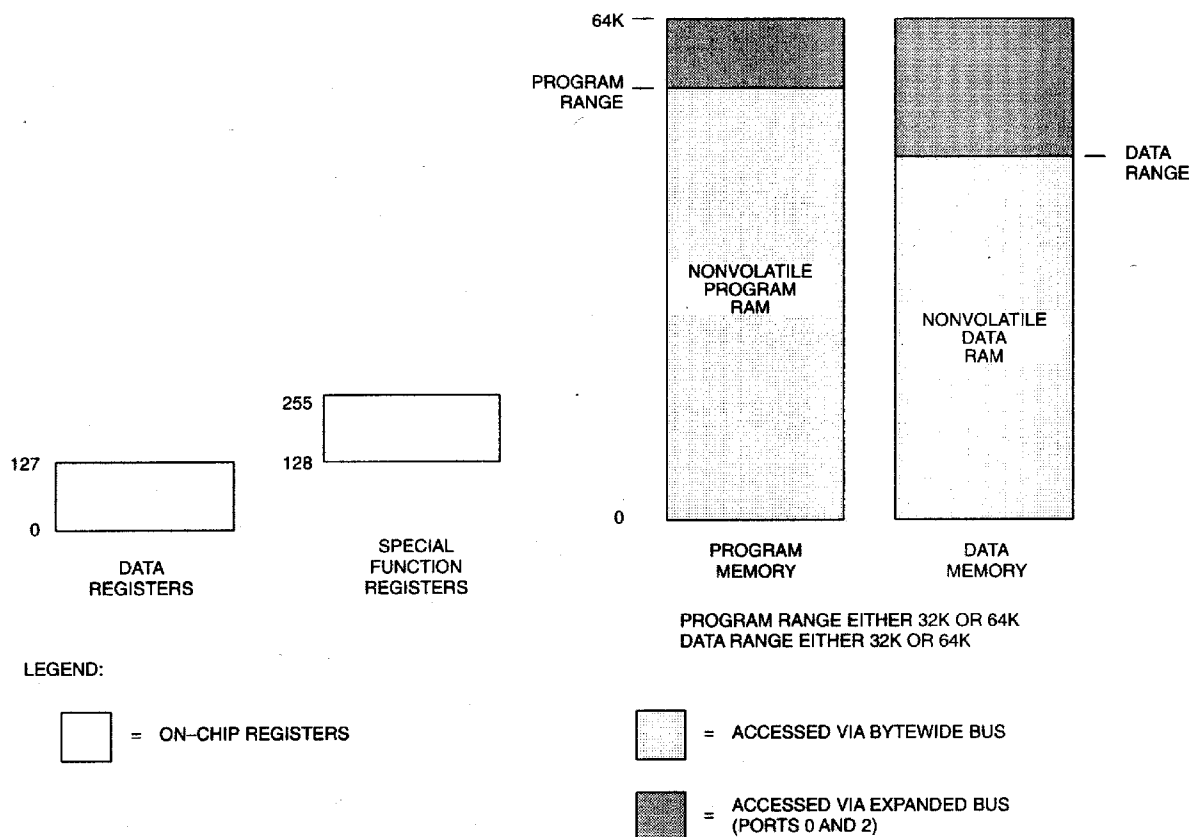 64K
PROGRAM
RANGE
DATA
RANGE
NONVOLATILE
PROGRAM
RAM
NONVOLATILE
DATA
RAM
255
128
127
0
0
DATA
REGISTERS
SPECIAL
FUNCTION
REGISTERS
PROGRAM
MEMORY
DATA
MEMORY
PROGRAM RANGE EITHER 32K OR 64K
DATA RANGE EITHER 32K OR 64K
LEGEND:
= ON–CHIP REGISTERS
= ACCESSED VIA BYTEWIDE BUS
= ACCESSED VIA EXPANDED BUS
(PORTS 0 AND 2)